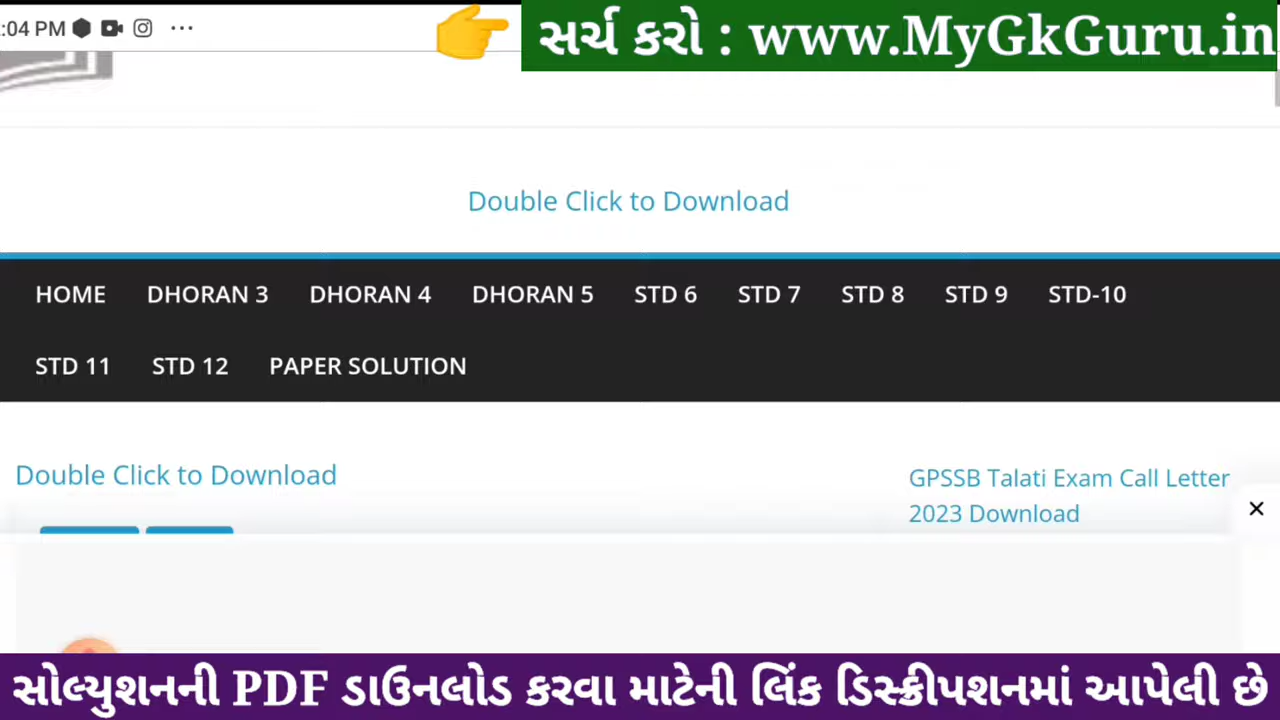 :04 PM
સર્ચ કરો : www.MyGkGuru.in
Double Click to Download
HOME DHORAN 3 DHORAN 4 DHORAN 5 STD 6 STD 7 STD 8 STD 9 STD-10
STD 11 STD 12 PAPER SOLUTION
Double Click to Download
GPSSB Talati Exam Call Letter
2023 Download
સોલ્યુશનની PDF ડાઉનલોડ કરવા માટેની લિંક ડિસ્ક્રીપશનમાં આપેલી છે